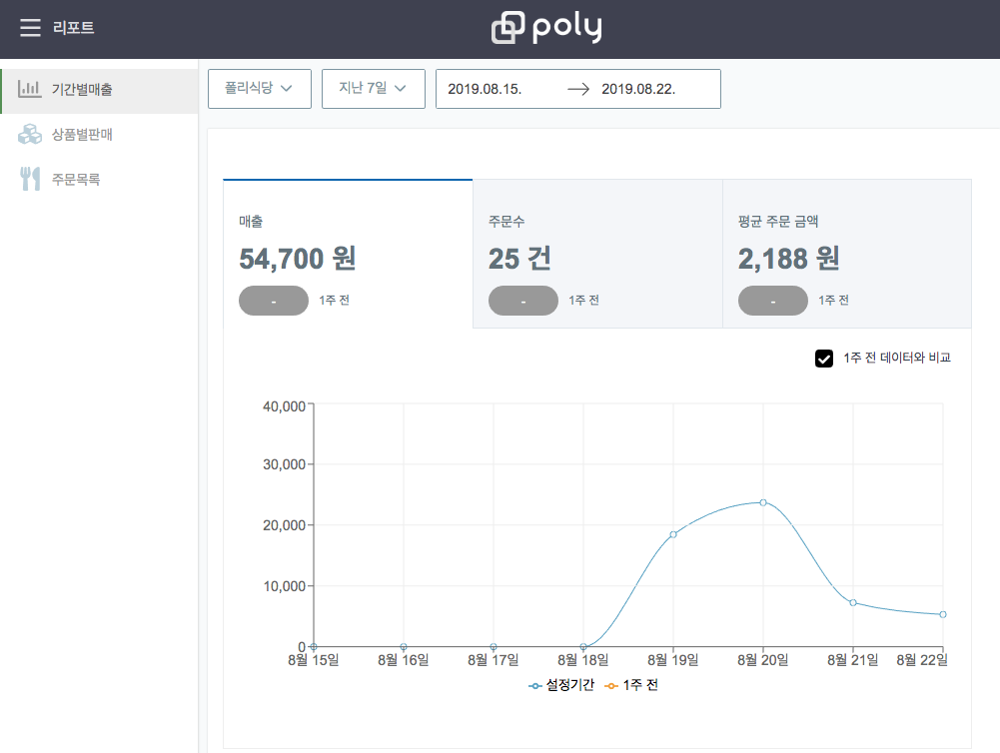 리포트
poly
기간별매출
상품별판매
주문목록
폴리식당
지난 7일
2019.08.15.
2019.08.22.
매출
54,700 원
-
1주 전
주문수
25 건
-
1주 전
평균 주문 금액
2,188 원
-
1주 전
1주 전 데이터와 비교
40,000
30,000
20,000
10,000
0
8월 15일 8월 16일 8월 17일 8월 18일 8월 19일 8월 20일 8월 21일 8월 22일
설정기간 1주 전